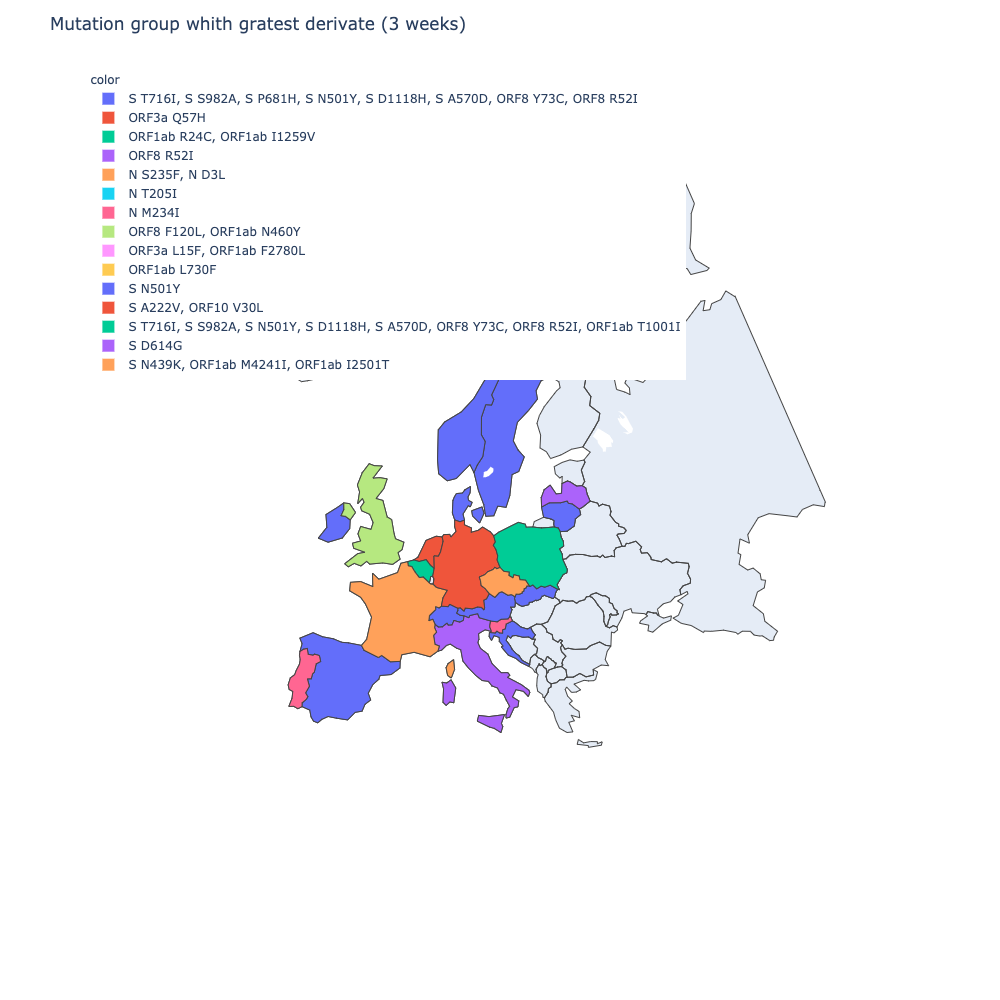 Mutation group whith gratest derivate (3 weeks)
color
S T716I, S S982A, S P681H, S N501Y, S D1118H, S A570D, ORF8 Y73C, ORF8 R52I
ORF3a Q57H
ORF1ab R24C, ORF1ab I1259V
ORF8 R52I
N S235F, N D3L
N T205I
N M234I
ORF8 F120L, ORF1ab N460Y
ORF3a L15F, ORF1ab F2780L
ORF1ab L730F
S N501Y
S A222V, ORF10 V30L
S T716I, S S982A, S N501Y, S D1118H, S A570D, ORF8 Y73C, ORF8 R52I, ORF1ab T1001I
S D614G
S N439K, ORF1ab M4241I, ORF1ab I2501T